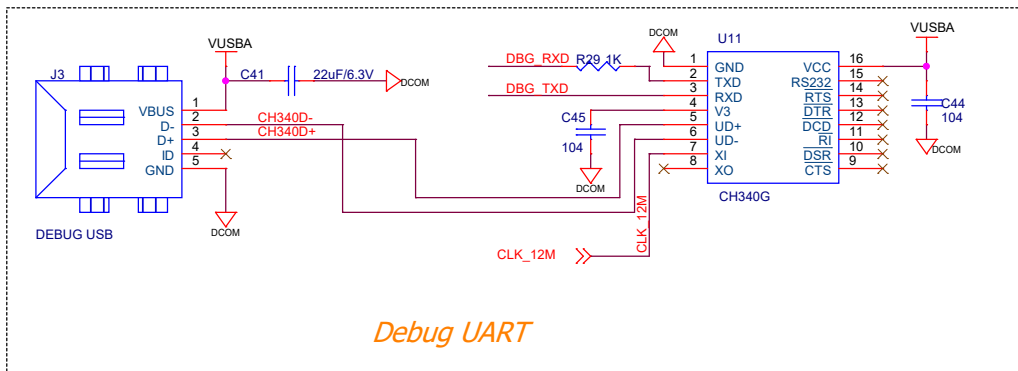 VUSBA
C41
22uF/6.3V
DCOM
J3
VBUS 1
D- 2
D+ 3
ID 4
GND 5
CH340D-
CH340D+
DCOM
DEBUG USB
DCOM
U11
VUSBA
DBG_RXD R29 1K
DBG_TXD
C45
104
DCOM
1 GND
2 TXD
3 RXD
4 V3
5 UD+
6 UD-
7 XI
8 XO
VCC 16
RS232 15
RTS 14
DTR 13
DCD 12
RI 11
DSR 10
CTS 9
C44
104
DCOM
CH340G
CLK_12M
CLK_12M
Debug UART